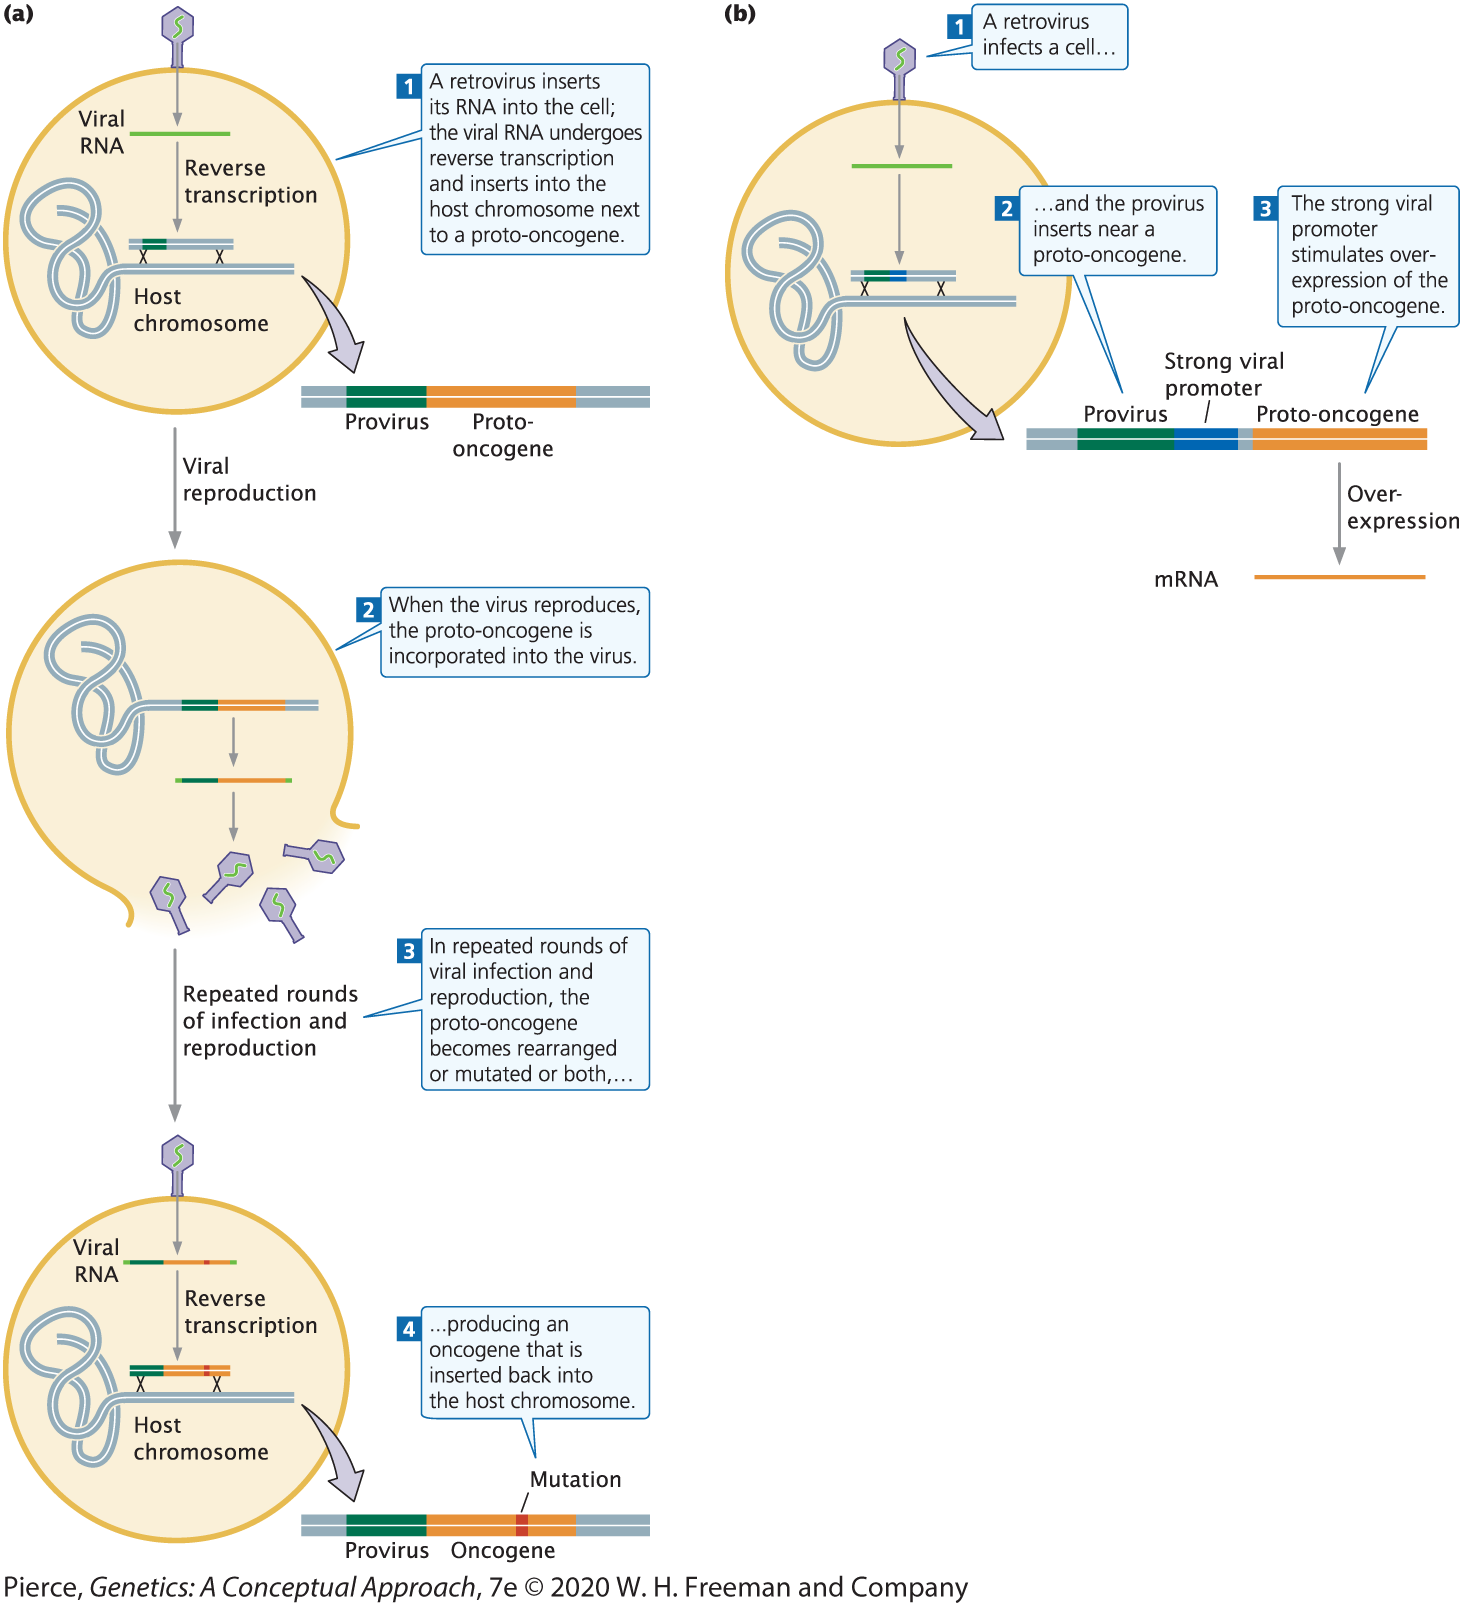 (a)
1
A retrovirus inserts
its RNA into the cell;
the viral RNA undergoes
reverse transcription
and inserts into the
host chromosome next
to a proto-oncogene.
Viral
RNA
Reverse
transcription
Host
chromosome
Provirus
Proto-
oncogene
Viral
reproduction
2
When the virus reproduces,
the proto-oncogene is
incorporated into the virus.
3
In repeated rounds of
viral infection and
reproduction, the
proto-oncogene
becomes rearranged
or mutated or both,...
Repeated rounds
of infection and
reproduction
Viral
RNA
Reverse
transcription
Host
chromosome
4
...producing an
oncogene that is
inserted back into
the host chromosome.
Mutation
Provirus
Oncogene
(b)
1
A retrovirus
infects a cell...
2
...and the provirus
inserts near a
proto-oncogene.
3
The strong viral
promoter
stimulates over-
expression of the
proto-oncogene.
Strong viral
promoter
Provirus
Proto-oncogene
Over-
expression
mRNA
Pierce, Genetics: A Conceptual Approach, 7e © 2020 W. H. Freeman and Company